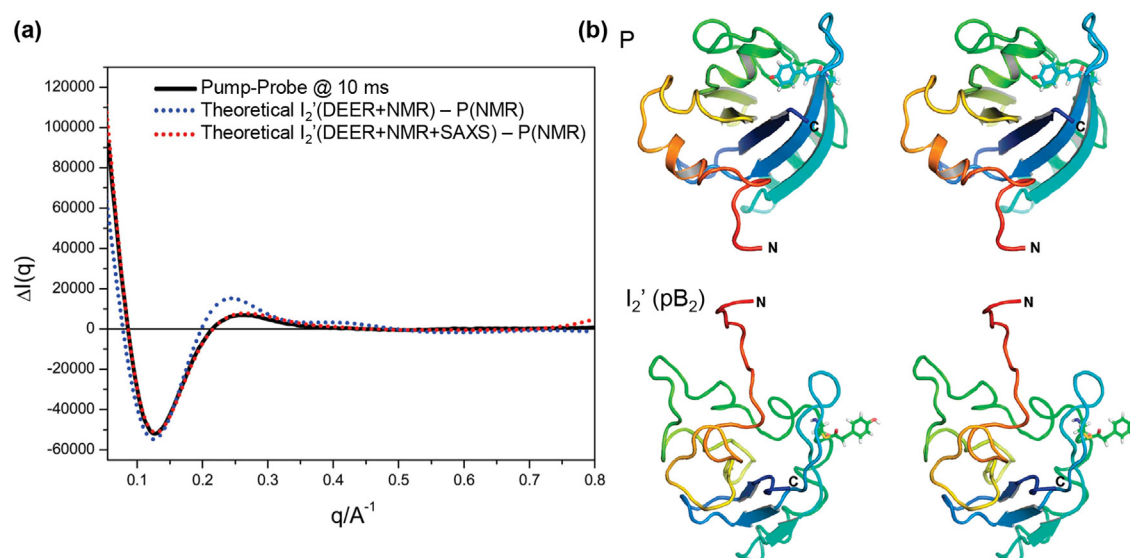 (a)
120000
100000
80000
60000
40000
20000
0
-20000
-40000
-60000
ΔI(q)
Pump-Probe @ 10 ms
Theoretical I₂'(DEER+NMR) – P(NMR)
Theoretical I₂'(DEER+NMR+SAXS) – P(NMR)
0.1 0.2 0.3 0.4 0.5 0.6 0.7 0.8
q/A⁻¹
(b)
P
C C
N N
I₂' (pB₂)
N N
C C